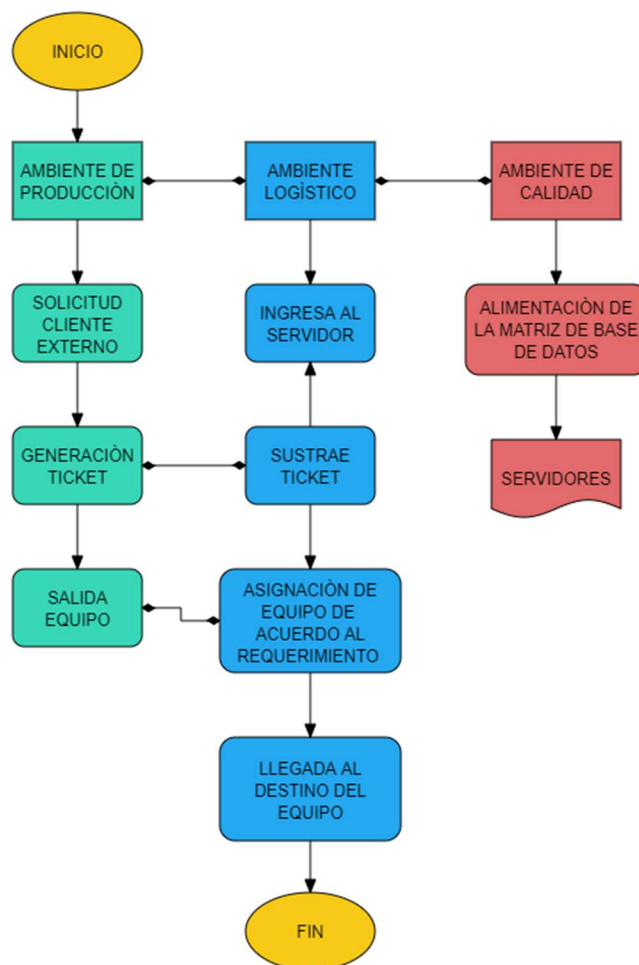 INICIO
AMBIENTE DE
PRODUCCIÒN
AMBIENTE
LOGÌSTICO
AMBIENTE DE
CALIDAD
SOLICITUD
CLIENTE
EXTERNO
INGRESA AL
SERVIDOR
ALIMENTACIÒN DE
LA MATRIZ DE BASE
DE DATOS
GENERACIÒN
TICKET
SUSTRAE
TICKET
SERVIDORES
SALIDA
EQUIPO
ASIGNACIÒN DE
EQUIPO DE
ACUERDO AL
REQUERIMIENTO
LLEGADA AL
DESTINO DEL
EQUIPO
FIN